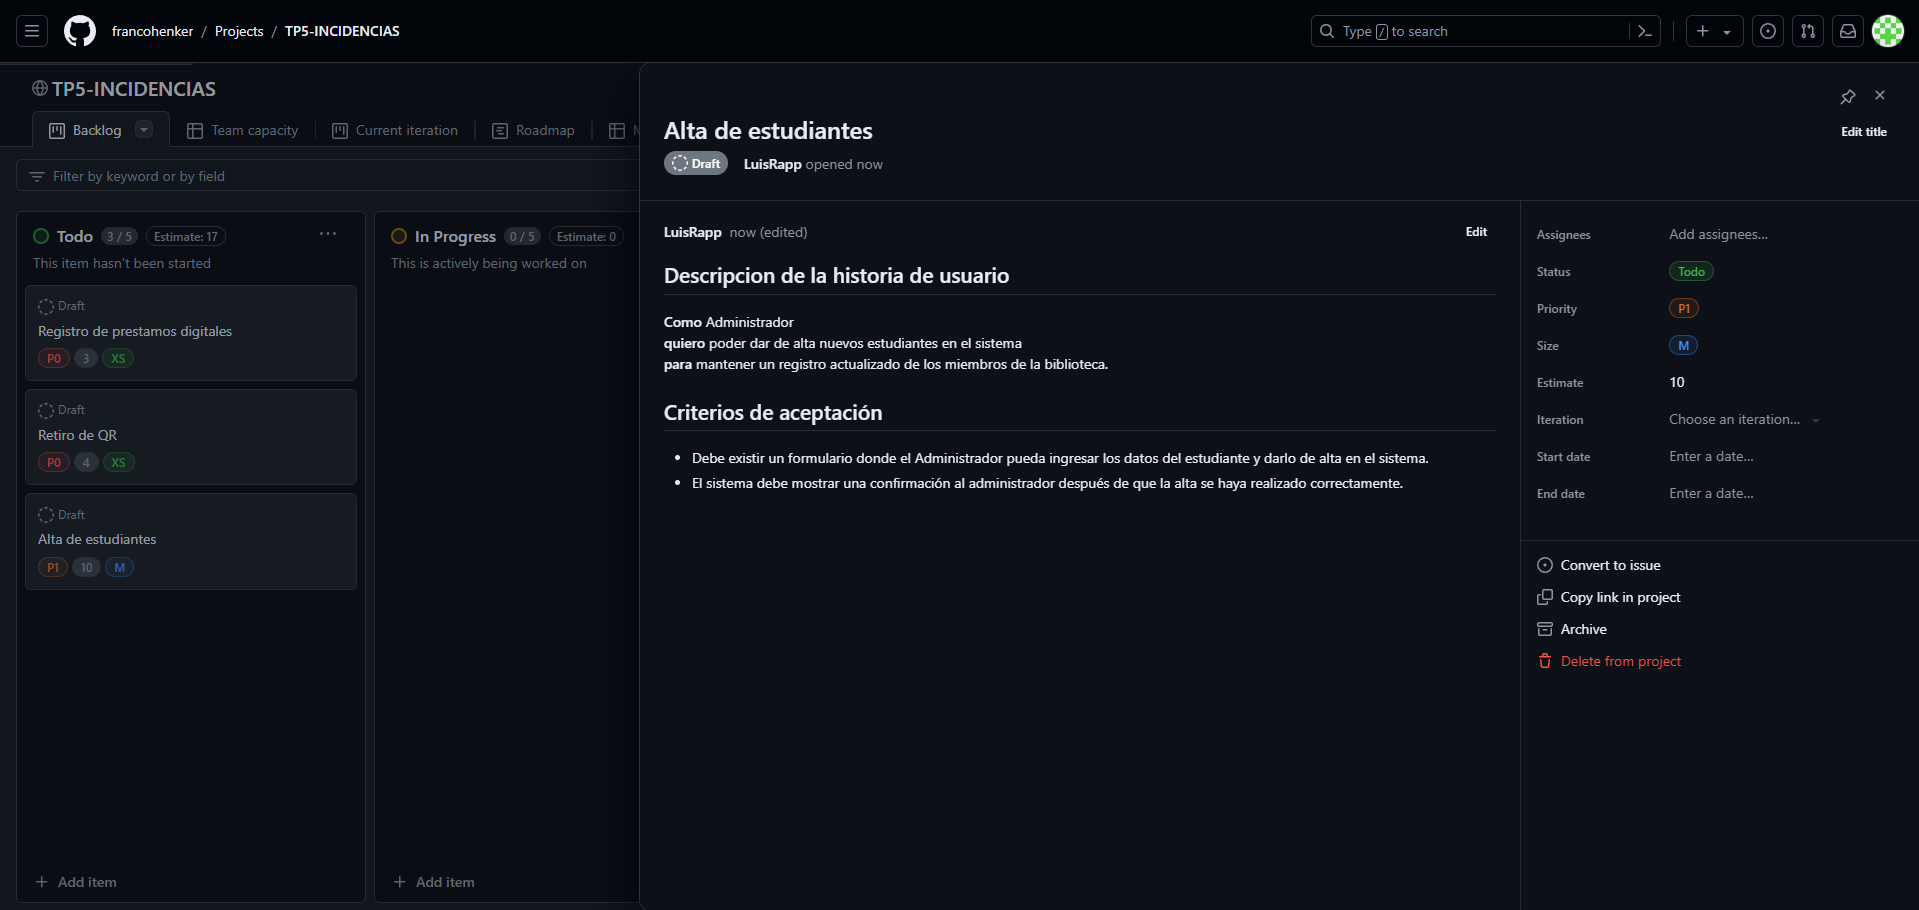 francohenker / Projects / TP5-INCIDENCIAS
Type / to search
TP5-INCIDENCIAS
Backlog
Team capacity
Current iteration
Roadmap
Filter by keyword or by field
Todo 3 / 5 Estimate: 17
This item hasn't been started
Draft
Registro de prestamos digitales
P0 3 XS
Draft
Retiro de QR
P0 4 XS
Draft
Alta de estudiantes
P1 10 M
Add item
In Progress 0 / 5 Estimate: 0
This is actively being worked on
Add item
Alta de estudiantes
Edit title
Draft LuisRapp opened now
LuisRapp now (edited)
Edit
Descripcion de la historia de usuario
Como Administrador
quiero poder dar de alta nuevos estudiantes en el sistema
para mantener un registro actualizado de los miembros de la biblioteca.
Criterios de aceptación
• Debe existir un formulario donde el Administrador pueda ingresar los datos del estudiante y darlo de alta en el sistema.
• El sistema debe mostrar una confirmación al administrador después de que la alta se haya realizado correctamente.
Assignees Add assignees...
Status Todo
Priority P1
Size M
Estimate 10
Iteration Choose an iteration...
Start date Enter a date...
End date Enter a date...
Convert to issue
Copy link in project
Archive
Delete from project